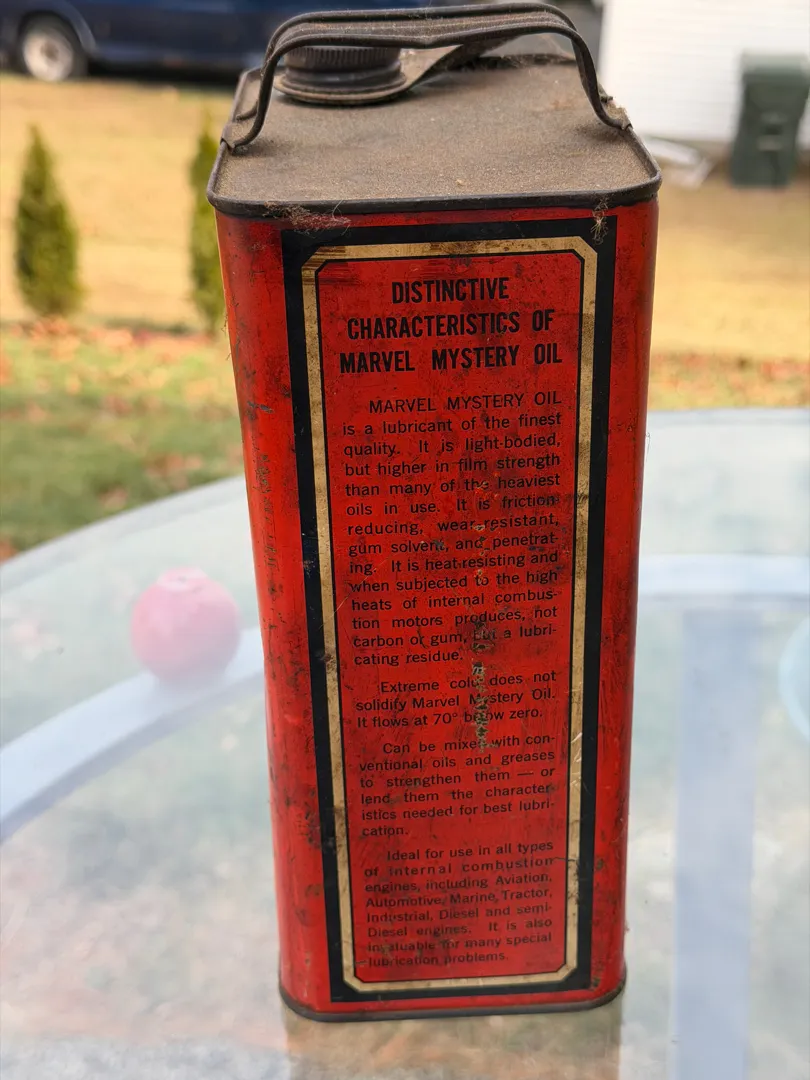 DISTINCTIVE
CHARACTERISTICS OF
MARVEL MYSTERY OIL
MARVEL MYSTERY OIL
is a lubricant of the finest
quality. It is light-bodied,
but higher in film strength
than many of the heaviest
oils in use. It is friction
reducing, wear-resistant,
gum solvent, and penetrat-
ing. It is heat-resisting and
when subjected to the high
heats of internal combus-
tion motors produces, not
carbon or gum, but a lubri-
cating residue.
Extreme cold does not
solidify Marvel Mystery Oil.
It flows at 70° below zero.
Can be mixed with con-
ventional oils and greases
to strengthen them — or
lend them the character-
istics needed for best lubri-
cation.
Ideal for use in all types
of internal combustion
engines, including Aviation,
Automotive, Marine, Tractor,
Industrial, Diesel and semi-
Diesel engines. It is also
invaluable for many special
lubrication problems.